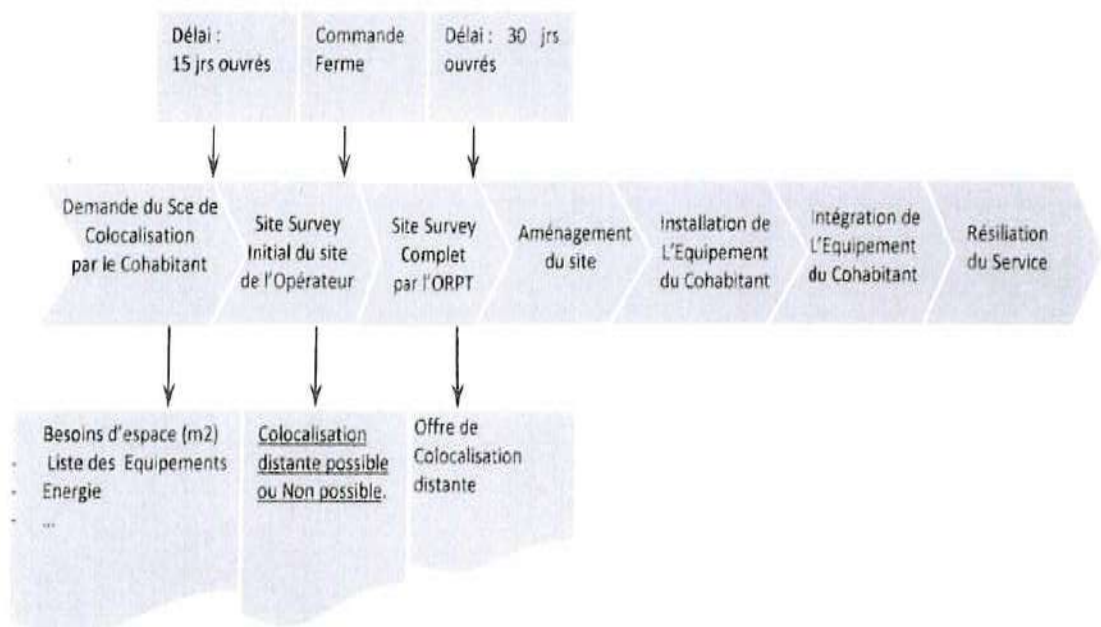 Délai :
15 jrs ouvrés
Commande
Ferme
Délai : 30 jrs
ouvrés
Demande du Sce de
Colocalisation
par le Cohabitant
Site Survey
Initial du site
de l'Opérateur
Site Survey
Complet
par l'ORPT
Aménagement
du site
Installation de
L'Equipement
du Cohabitant
Intégration de
L'Equipement
du Cohabitant
Résiliation
du Service
Besoins d'espace (m2)
- Liste des Equipements
- Energie
- ...
Colocalisation
distante possible
ou Non possible.
Offre de
Colocalisation
distante